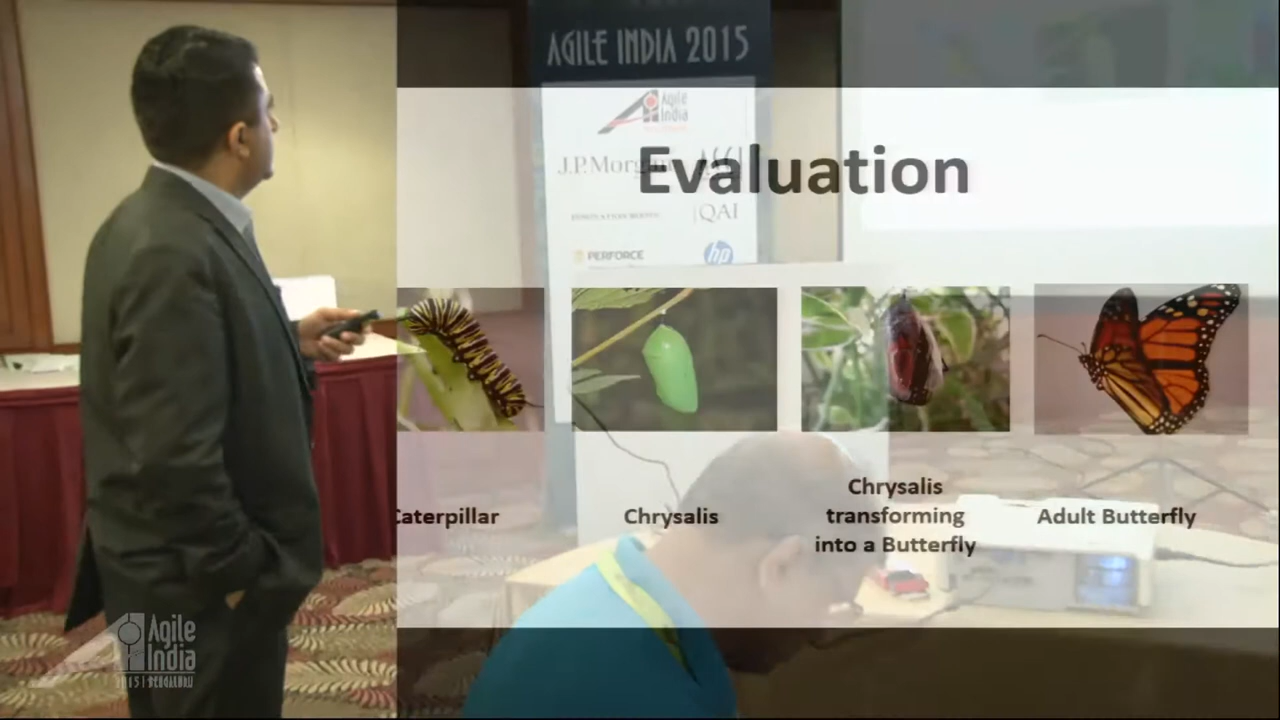 AGILE INDIA 2015
Agile
India
J.P.Morgan
Evaluation
QAI
PERFORCE
hp
Caterpillar
Chrysalis
Chrysalis
transforming
into a Butterfly
Adult Butterfly
Agile
India
2015 | BENGALURU